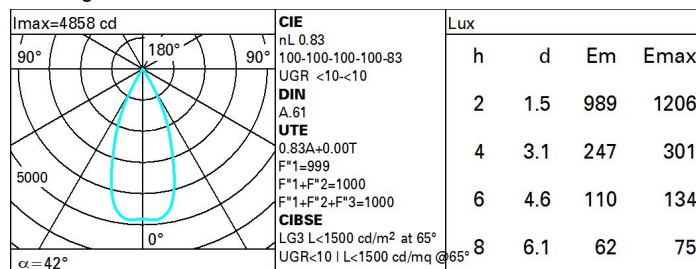 Imax=4858 cd
90°
180°
90°
5000
0°
α=42°
CIE
nL 0.83
100-100-100-100-83
UGR <10-<10
DIN
A.61
UTE
0.83A+0.00T
F"1=999
F"1+F"2=1000
F"1+F"2+F"3=1000
CIBSE
LG3 L<1500 cd/m² at 65°
UGR<10 | L<1500 cd/mq @65°
Lux
h d Em Emax
2 1.5 989 1206
4 3.1 247 301
6 4.6 110 134
8 6.1 62 75